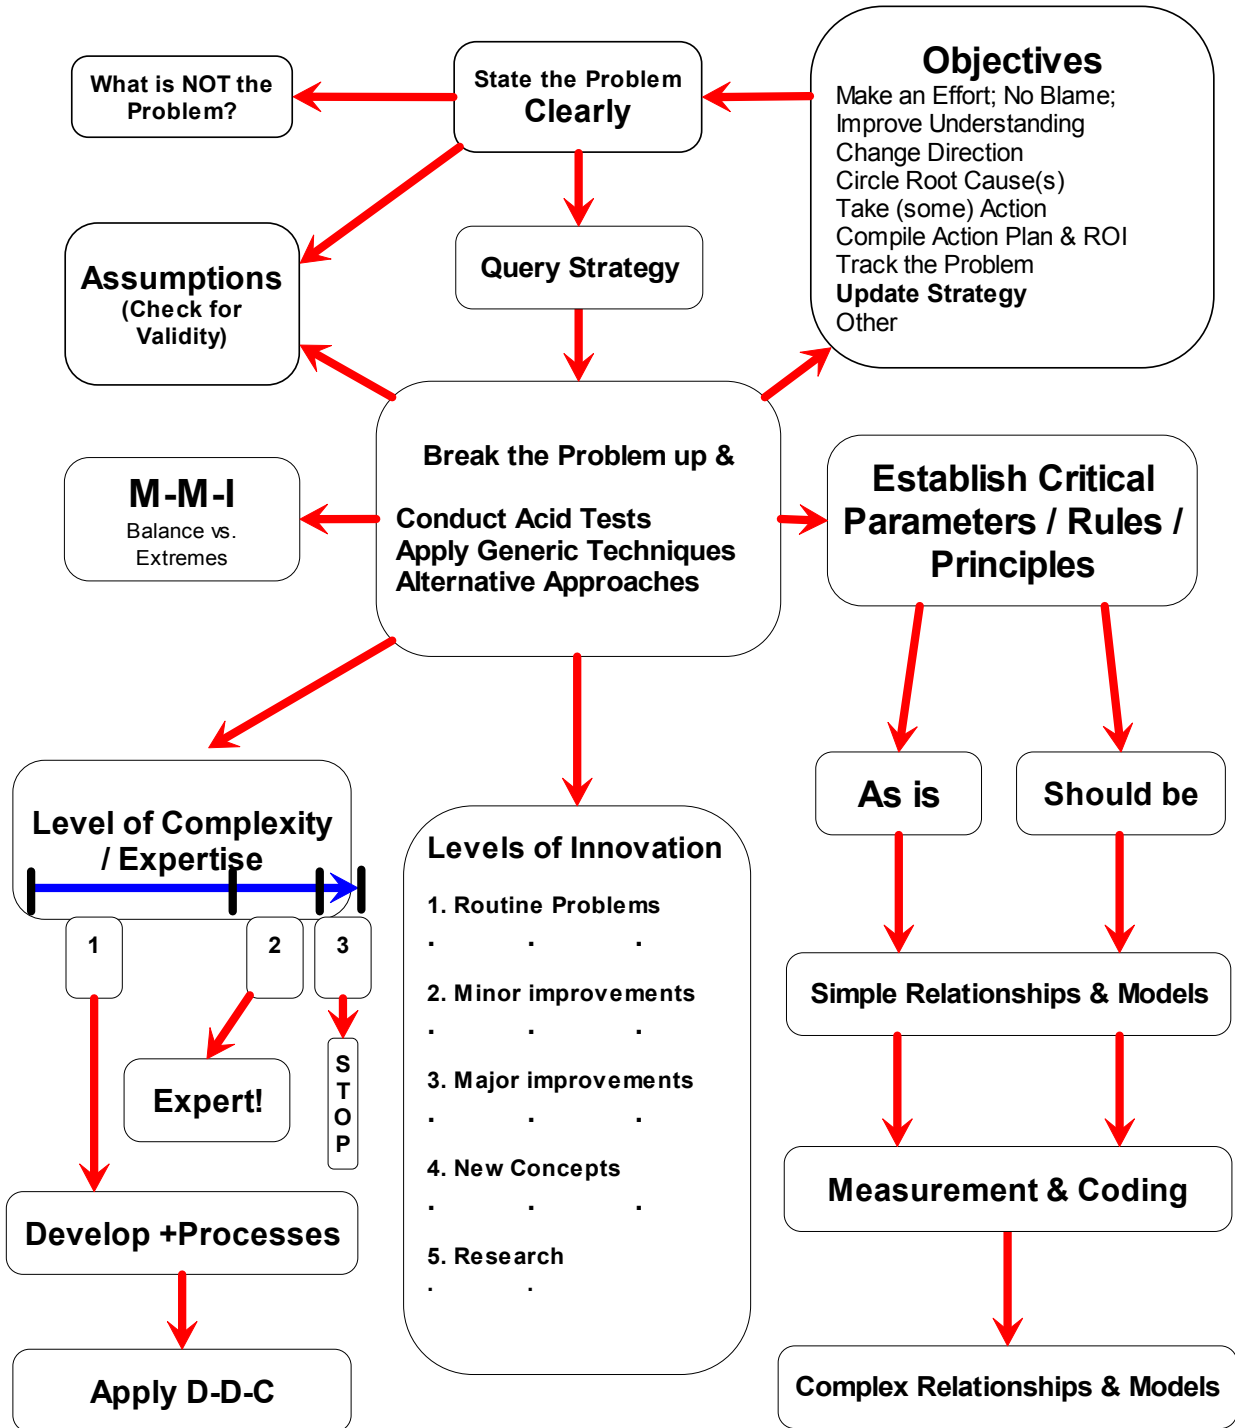 What is NOT the
Problem?
State the Problem
Clearly
Objectives
Make an Effort; No Blame;
Improve Understanding
Change Direction
Circle Root Cause(s)
Take (some) Action
Compile Action Plan & ROI
Track the Problem
Update Strategy
Other
Assumptions
(Check for
Validity)
Query Strategy
Break the Problem up &
Conduct Acid Tests
Apply Generic Techniques
Alternative Approaches
M-M-I
Balance vs.
Extremes
Establish Critical
Parameters / Rules /
Principles
Level of Complexity
/ Expertise
1
2
3
Expert!
S
T
O
P
Develop +Processes
Apply D-D-C
Levels of Innovation
1. Routine Problems
. . .
2. Minor improvements
. . .
3. Major improvements
. . .
4. New Concepts
. . .
5. Research
. .
As is
Should be
Simple Relationships & Models
Measurement & Coding
Complex Relationships & Models